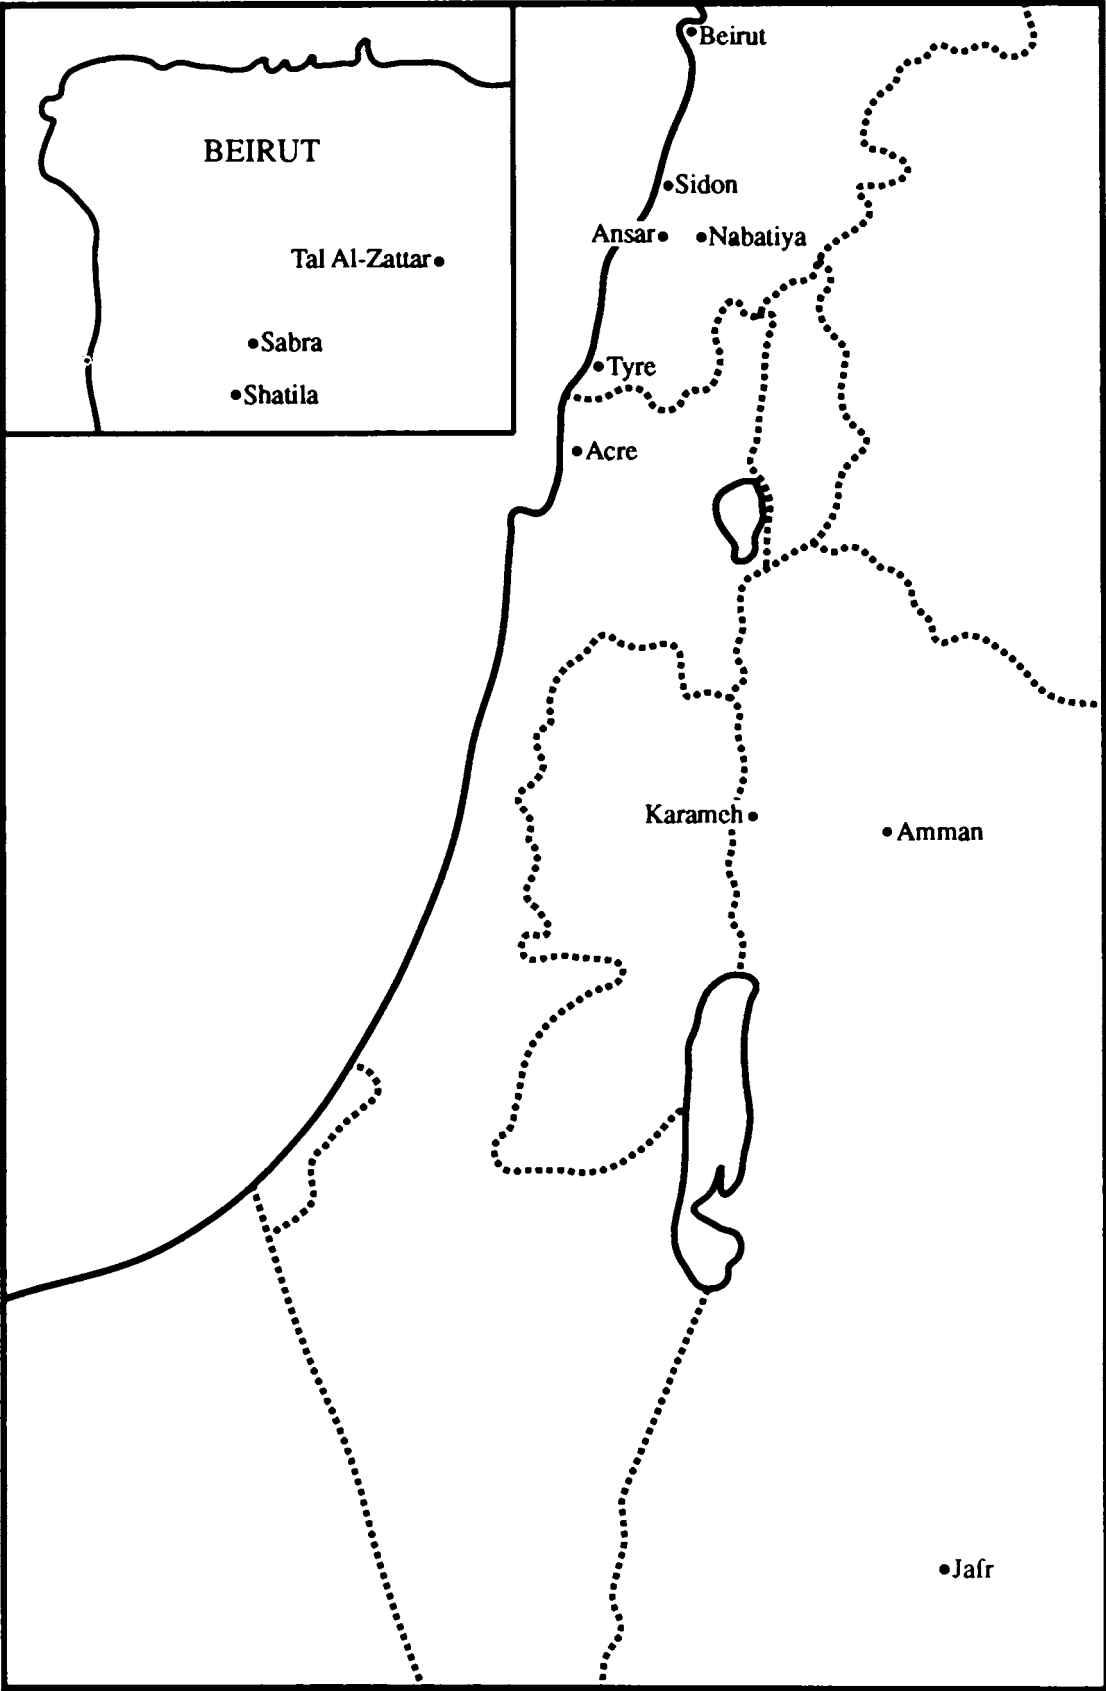 BEIRUT
Tal Al-Zattar
Sabra
Shatila
Beirut
Sidon
Ansar
Nabatiya
Tyre
Acre
Karameh
Amman
Jafr